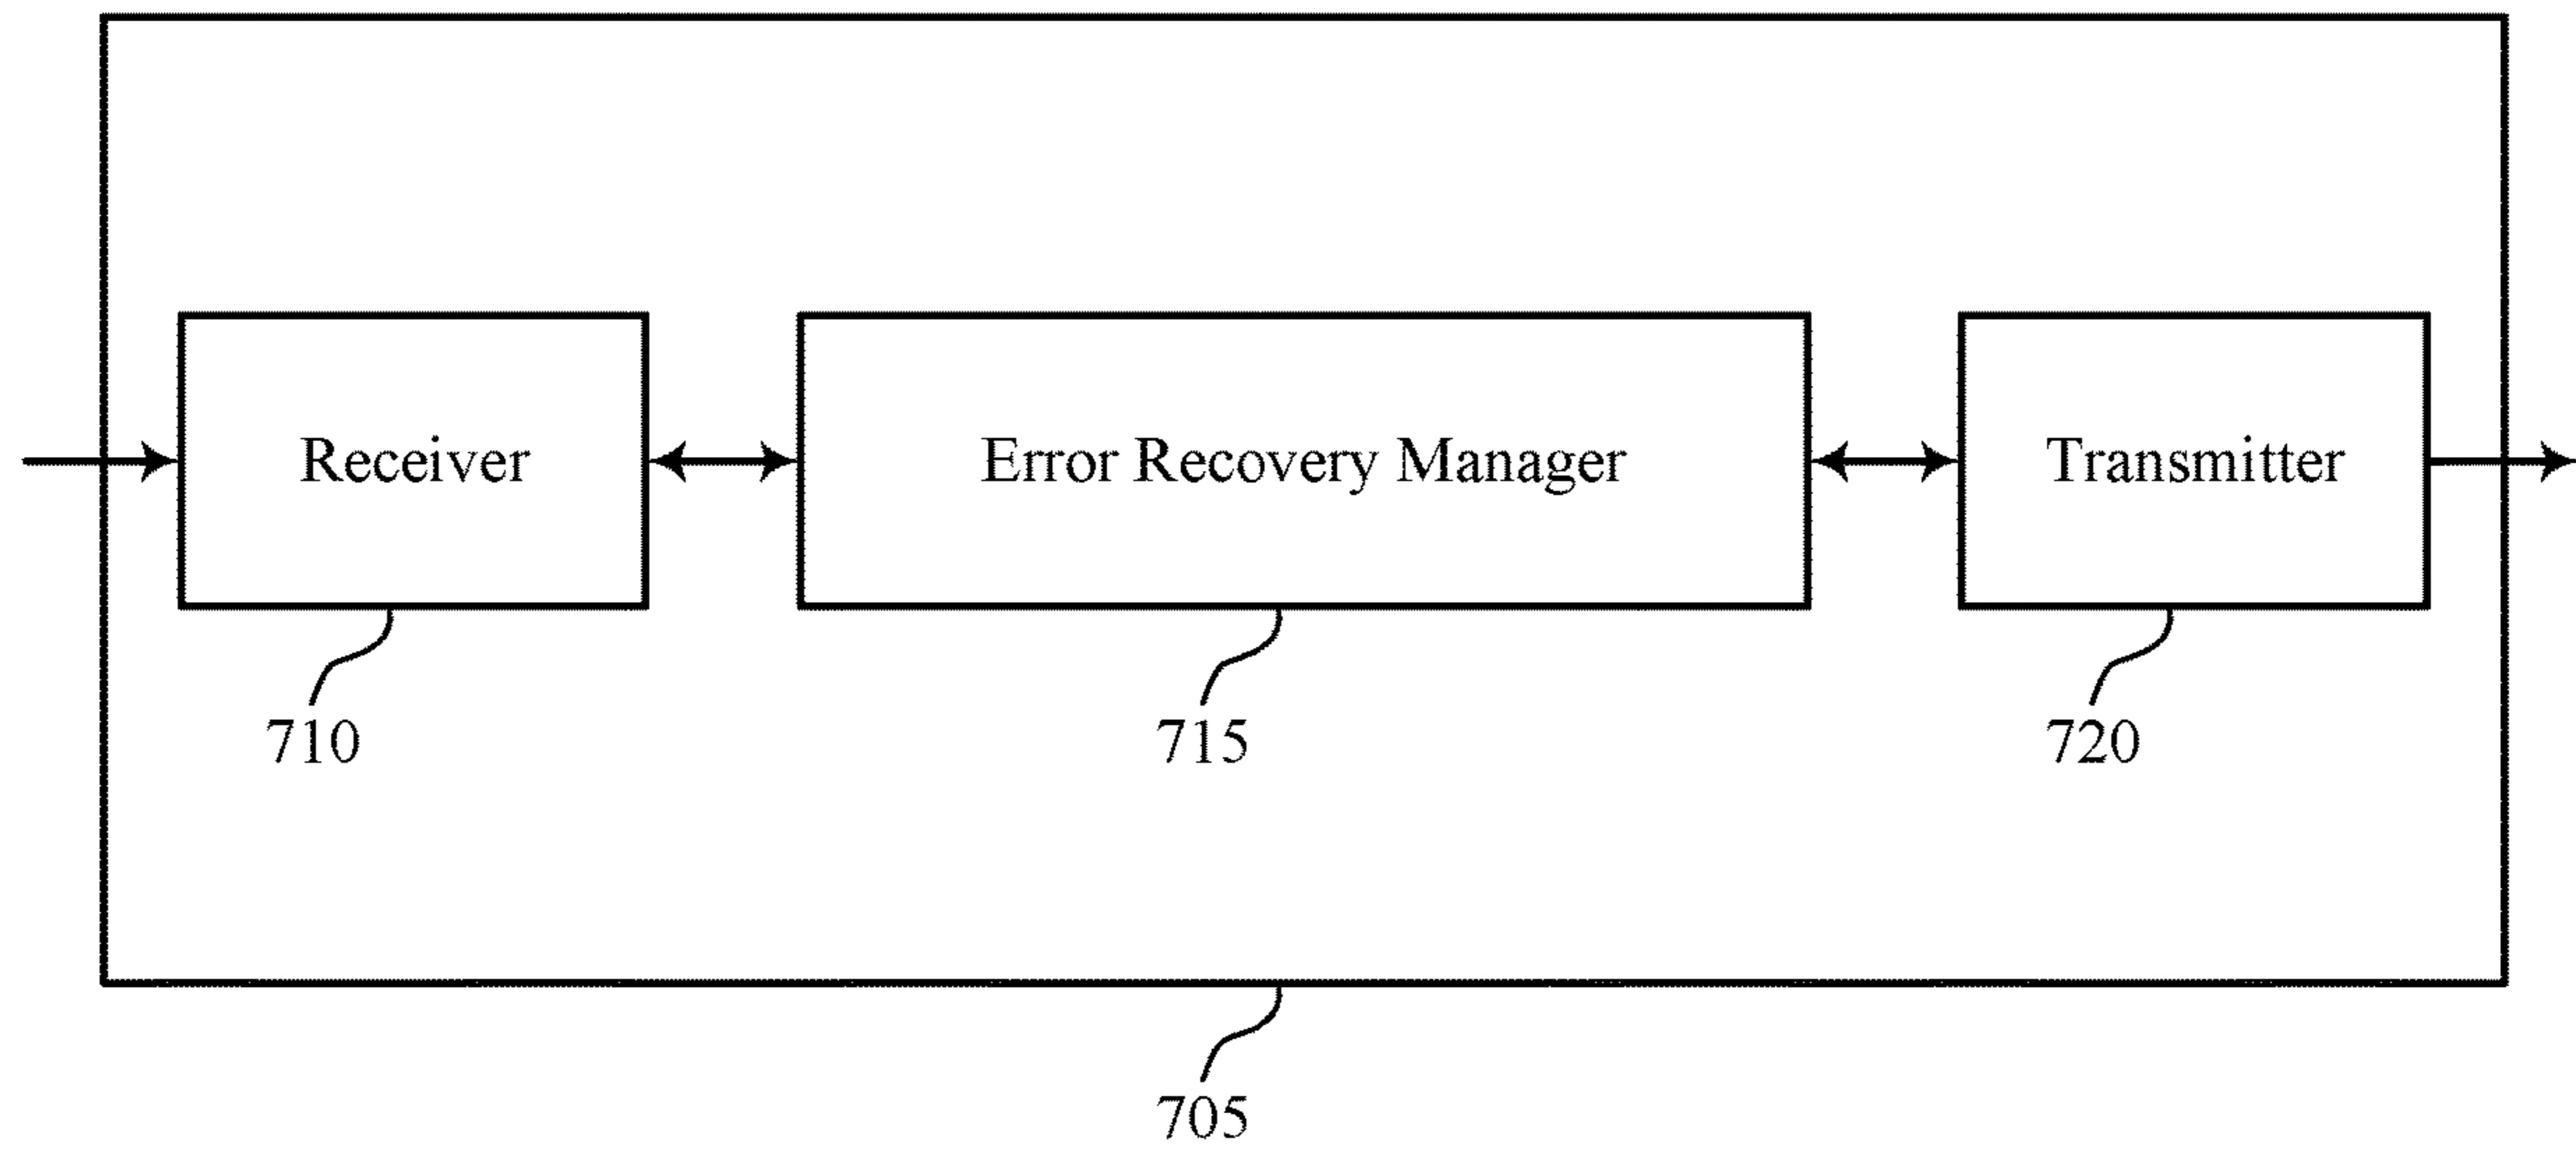 Receiver
Error Recovery Manager
Transmitter
710
715
720
705